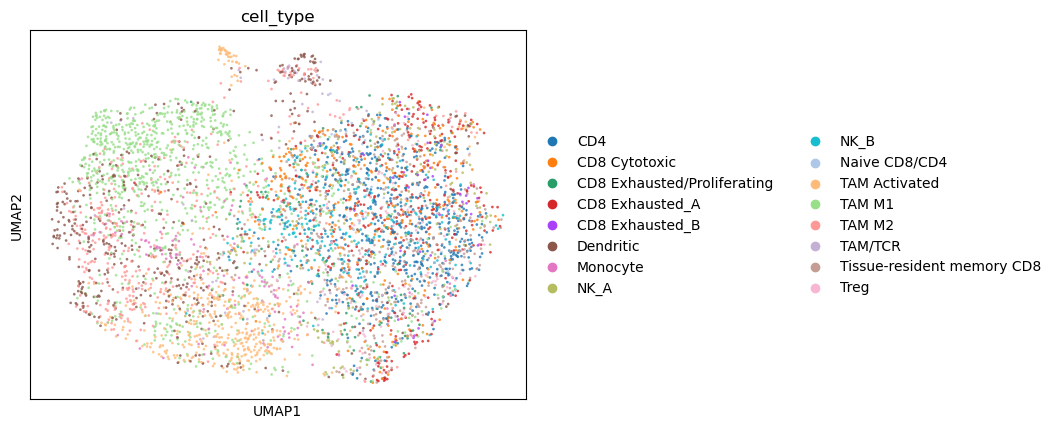 cell_type
UMAP2
UMAP1
CD4
CD8 Cytotoxic
CD8 Exhausted/Proliferating
CD8 Exhausted_A
CD8 Exhausted_B
Dendritic
Monocyte
NK_A
NK_B
Naive CD8/CD4
TAM Activated
TAM M1
TAM M2
TAM/TCR
Tissue-resident memory CD8
Treg